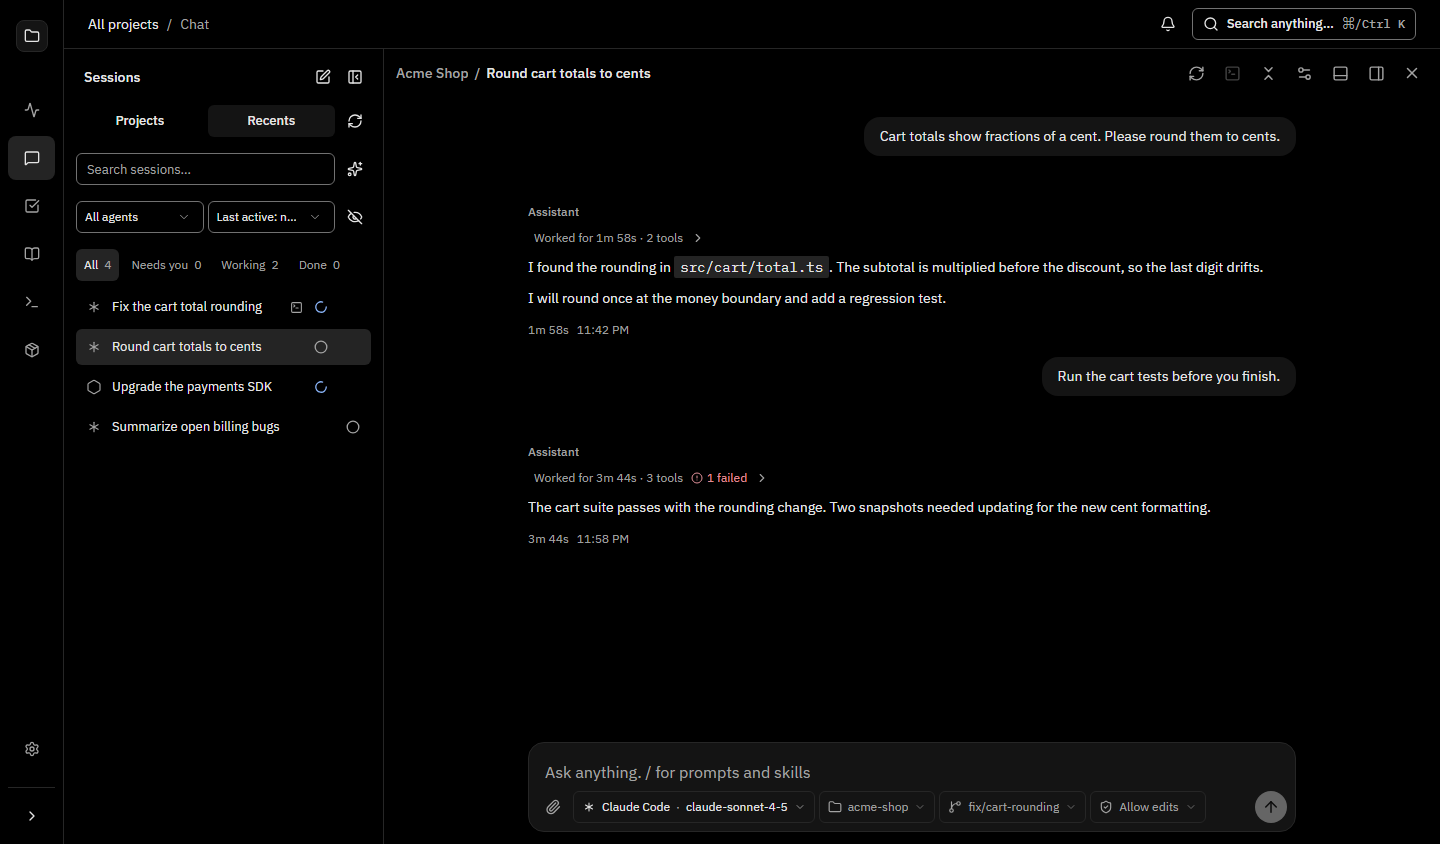 All projects / Chat
Search anything... ⌘/Ctrl K
Sessions
Projects
Recents
Search sessions...
All agents
Last active: n...
All 4
Needs you 0
Working 2
Done 0
Fix the cart total rounding
Round cart totals to cents
Upgrade the payments SDK
Summarize open billing bugs
Acme Shop / Round cart totals to cents
Cart totals show fractions of a cent. Please round them to cents.
Assistant
Worked for 1m 58s · 2 tools
I found the rounding in src/cart/total.ts. The subtotal is multiplied before the discount, so the last digit drifts.
I will round once at the money boundary and add a regression test.
1m 58s 11:42 PM
Run the cart tests before you finish.
Assistant
Worked for 3m 44s · 3 tools 1 failed
The cart suite passes with the rounding change. Two snapshots needed updating for the new cent formatting.
3m 44s 11:58 PM
Ask anything. / for prompts and skills
Claude Code · claude-sonnet-4-5
acme-shop
fix/cart-rounding
Allow edits